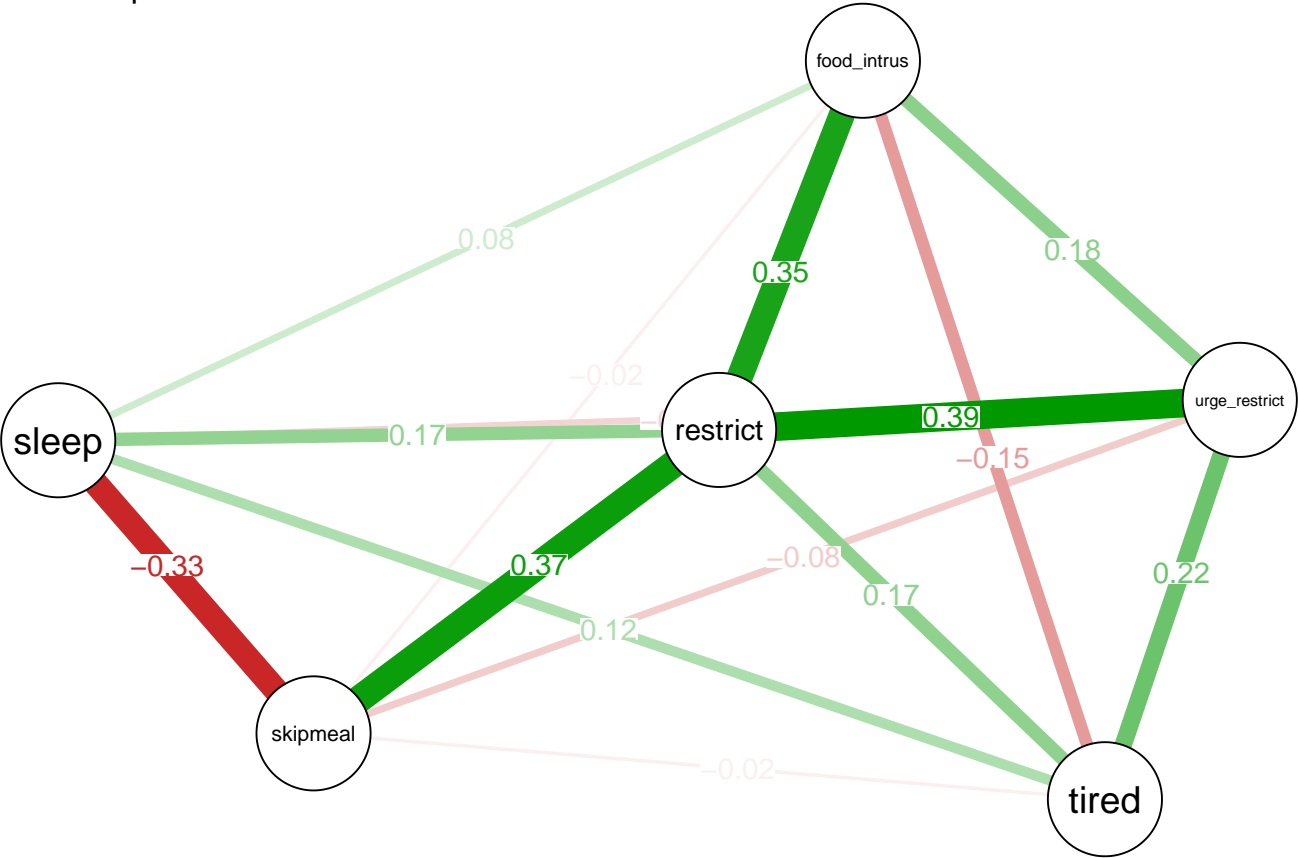 food_intrus
0.08
0.18
0.35
−0.02
urge_restrict
0.39
restrict
0.17
sleep
−0.15
−0.08
0.37
−0.33
0.22
0.17
0.12
skipmeal
−0.02
tired